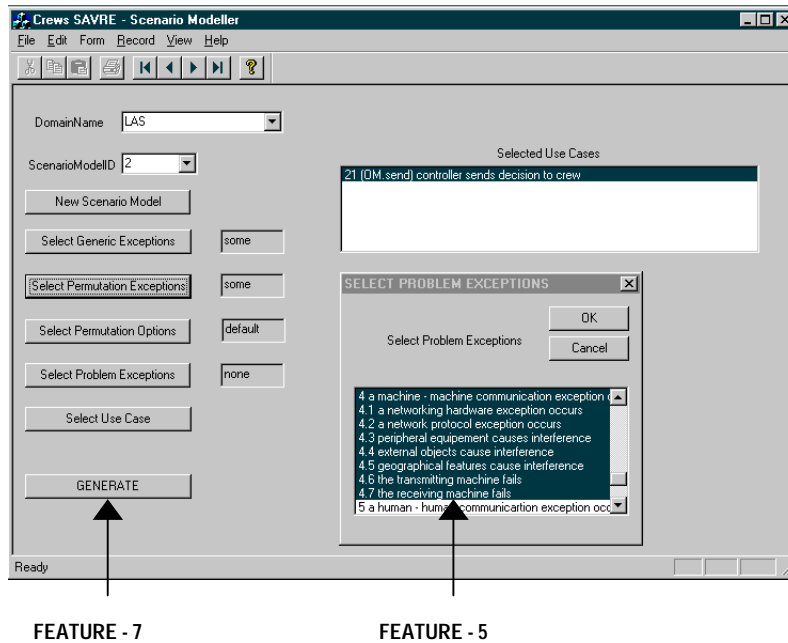 Crews SAVRE - Scenario Modeller
File Edit Form Record View Help
DomainName LAS
ScenarioModelID 2
New Scenario Model
Select Generic Exceptions some
Select Permutation Exceptions some
Select Permutation Options default
Select Problem Exceptions none
Select Use Case
GENERATE
Selected Use Cases
21 (OM.send) controller sends decision to crew
SELECT PROBLEM EXCEPTIONS
OK
Select Problem Exceptions
Cancel
4 a machine - machine communication exception
4.1 a networking hardware exception occurs
4.2 a network protocol exception occurs
4.3 peripheral equipement causes interference
4.4 external objects cause interference
4.5 geographical features cause interference
4.6 the transmitting machine fails
4.7 the receiving machine fails
5 a human - human communicartion exception occ
Ready
FEATURE - 7
FEATURE - 5